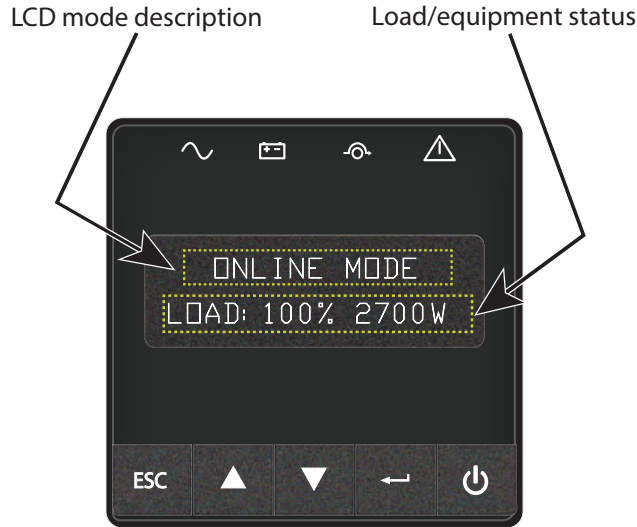 LCD mode description
Load/equipment status
ONLINE MODE
LOAD: 100% 2700W
ESC